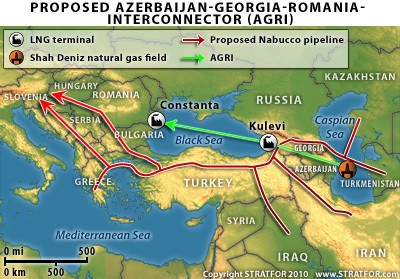 PROPOSED AZERBAIJAN-GEORGIA-ROMANIA-
INTERCONNECTOR (AGRI)
LNG terminal
Proposed Nabucco pipeline
Shah Deniz natural gas field
AGRI
KAZAKHSTAN
HUNGARY
ROMANIA
SLOVENIA
Constanta
RUSSIA
Caspian
Sea
SERBIA
Kulevi
BULGARIA
Black Sea
GEORGIA
AZERBAIJAN
TURKMENISTAN
GREECE
TURKEY
SYRIA
Mediterranean Sea
IRAQ
IRAN
0 mi 500
0 km 500
Copyright STRATFOR 2010 www.STRATFOR.com